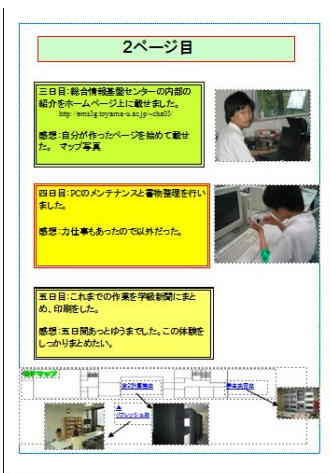 2ページ目
三日目:総合情報基盤センターの内部の
紹介をホームページ上に載せました。
http://ems3g.toyama-u.ac.jp/~cha03/
感想:自分が作ったページを始めて載せ
た。 マップ写真
四日目:PCのメンテナンスと書物整理を行い
ました。
感想:力仕事もあったので以外だった。
五日目:これまでの作業を学級新聞にまと
め、印刷をした。
感想:五日間あっとゆうまでした。この体験を
しっかりまとめたい。
リフレッシュ室